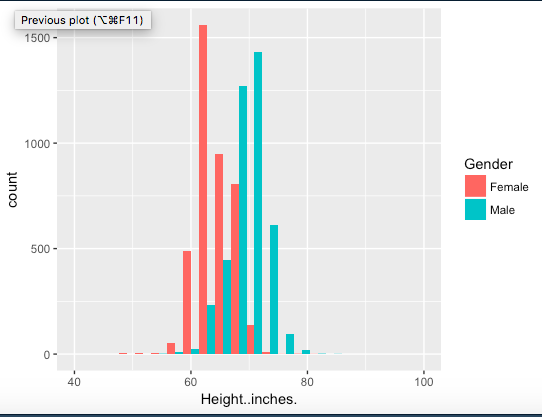 Previous plot (⌥⌘F11)
1500
1000
500
0
count
40 60 80 100
Height..inches.
Gender
Female
Male